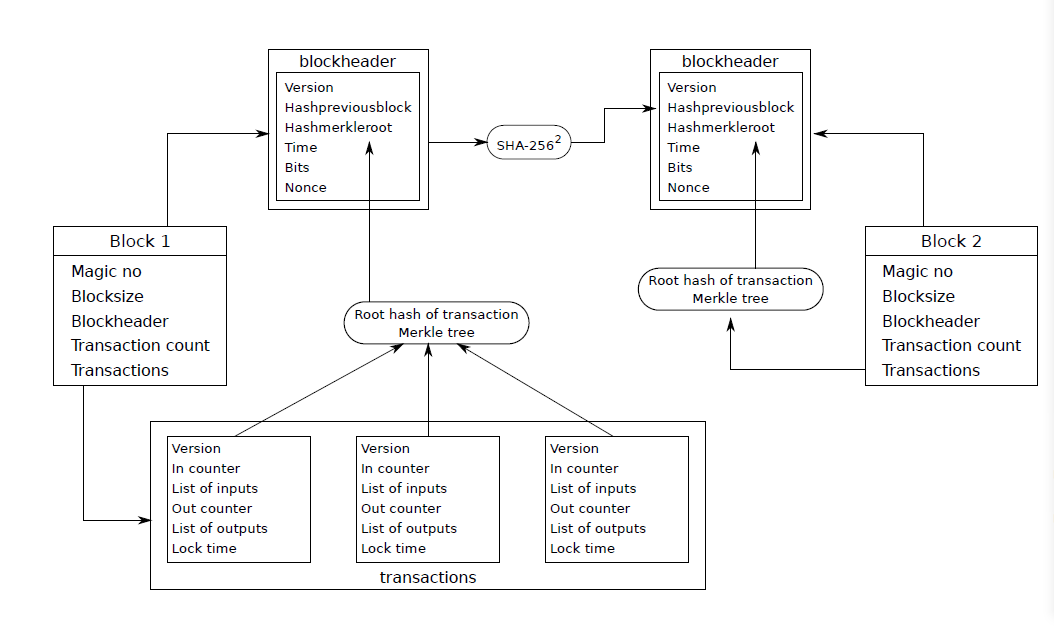 blockheader
Version
Hashpreviousblock
Hashmerkleroot
Time
Bits
Nonce
SHA-256²
blockheader
Version
Hashpreviousblock
Hashmerkleroot
Time
Bits
Nonce
Block 1
Magic no
Blocksize
Blockheader
Transaction count
Transactions
Root hash of transaction
Merkle tree
Root hash of transaction
Merkle tree
Block 2
Magic no
Blocksize
Blockheader
Transaction count
Transactions
Version
In counter
List of inputs
Out counter
List of outputs
Lock time
Version
In counter
List of inputs
Out counter
List of outputs
Lock time
Version
In counter
List of inputs
Out counter
List of outputs
Lock time
transactions